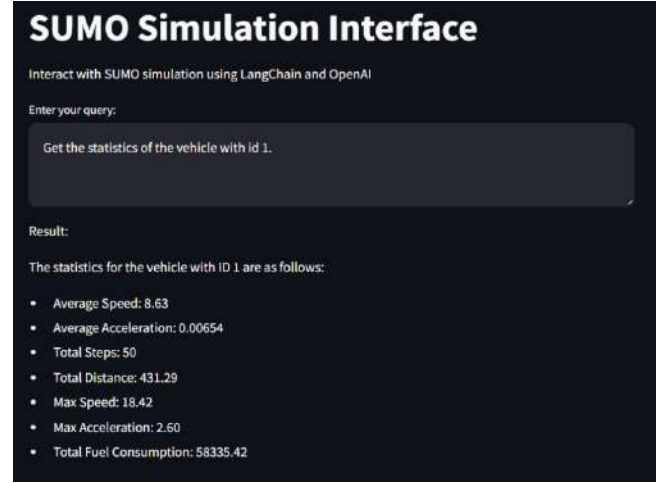 SUMO Simulation Interface
Interact with SUMO simulation using LangChain and OpenAI
Enter your query:
Get the statistics of the vehicle with id 1.
Result:
The statistics for the vehicle with ID 1 are as follows:
• Average Speed: 8.63
• Average Acceleration: 0.00654
• Total Steps: 50
• Total Distance: 431.29
• Max Speed: 18.42
• Max Acceleration: 2.60
• Total Fuel Consumption: 58335.42